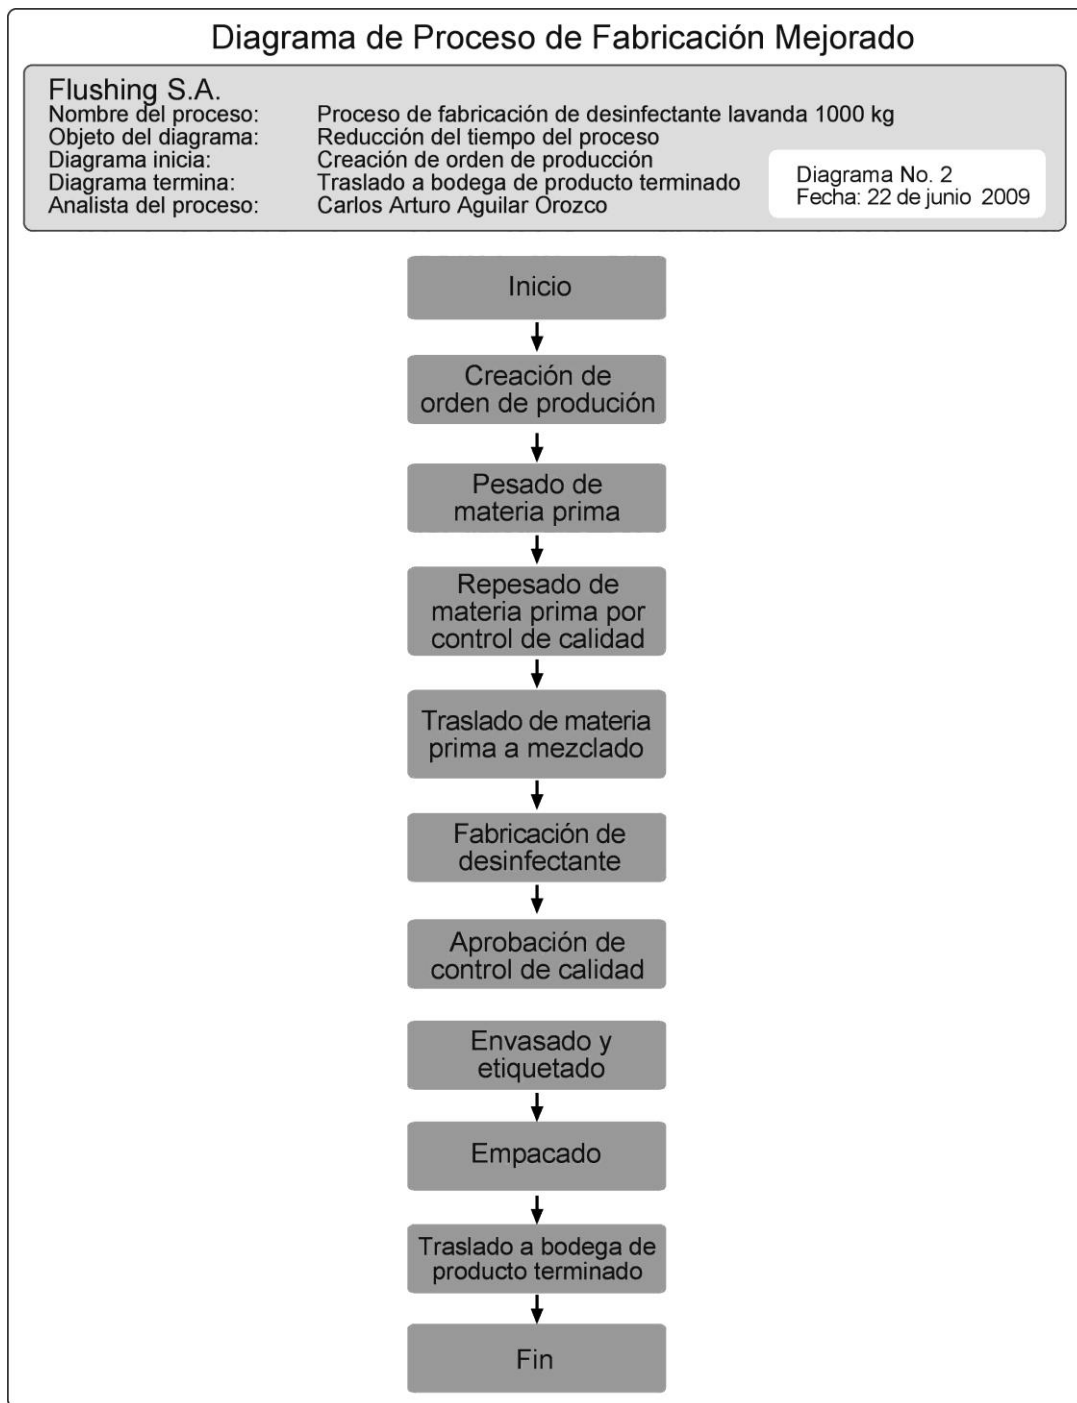 Diagrama de Proceso de Fabricación Mejorado
Flushing S.A.
Nombre del proceso: Proceso de fabricación de desinfectante lavanda 1000 kg
Objeto del diagrama: Reducción del tiempo del proceso
Diagrama inicia: Creación de orden de producción
Diagrama termina: Traslado a bodega de producto terminado
Analista del proceso: Carlos Arturo Aguilar Orozco
Diagrama No. 2
Fecha: 22 de junio 2009
Inicio
Creación de
orden de produción
Pesado de
materia prima
Repesado de
materia prima por
control de calidad
Traslado de materia
prima a mezclado
Fabricación de
desinfectante
Aprobación de
control de calidad
Envasado y
etiquetado
Empacado
Traslado a bodega de
producto terminado
Fin